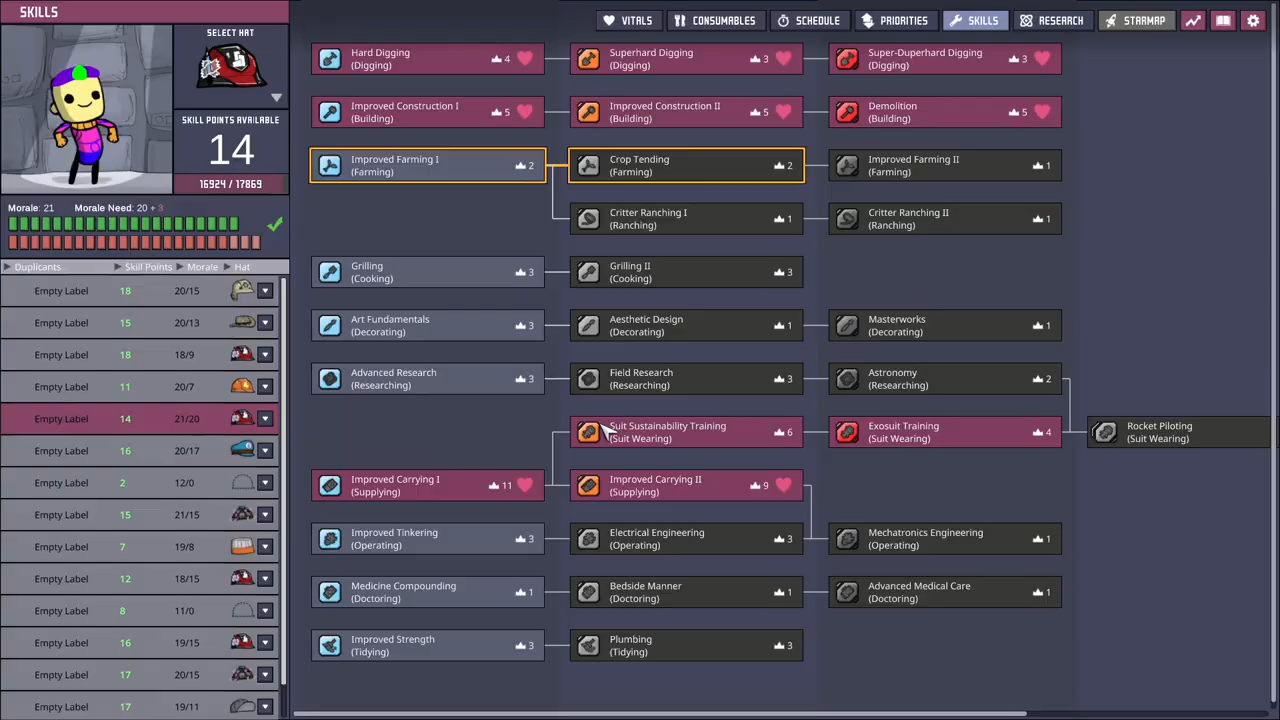 SKILLS
VITALS
CONSUMABLES
SCHEDULE
PRIORITIES
SKILLS
RESEARCH
STARMAP
SELECT HAT
SKILL POINTS AVAILABLE
14
16924 / 17869
Morale: 21
Morale Need: 20 + 3
Duplicants
Skill Points
Morale
Hat
Empty Label 18 20/15
Empty Label 15 20/13
Empty Label 18 18/9
Empty Label 11 20/7
Empty Label 14 21/20
Empty Label 16 20/17
Empty Label 2 12/0
Empty Label 15 21/15
Empty Label 7 19/8
Empty Label 12 18/15
Empty Label 8 11/0
Empty Label 16 19/15
Empty Label 17 20/15
Empty Label 17 19/11
Hard Digging
(Digging)
4
Superhard Digging
(Digging)
3
Super-Duperhard Digging
(Digging)
3
Improved Construction I
(Building)
5
Improved Construction II
(Building)
5
Demolition
(Building)
1
Improved Farming I
(Farming)
2
Crop Tending
(Farming)
2
Improved Farming II
(Farming)
1
Critter Ranching I
(Ranching)
1
Critter Ranching II
(Ranching)
1
Grilling
(Cooking)
3
Grilling II
(Cooking)
3
Art Fundamentals
(Decorating)
3
Aesthetic Design
(Decorating)
1
Masterworks
(Decorating)
1
Advanced Research
(Researching)
3
Field Research
(Researching)
3
Astronomy
(Researching)
2
Suit Sustainability Training
(Suit Wearing)
6
Exosuit Training
(Suit Wearing)
4
Rocket Piloting
(Suit Wearing)
Improved Carrying I
(Supplying)
11
Improved Carrying II
(Supplying)
9
Improved Tinkering
(Operating)
3
Electrical Engineering
(Operating)
3
Mechatronics Engineering
(Operating)
1
Medicine Compounding
(Doctoring)
1
Bedside Manner
(Doctoring)
1
Advanced Medical Care
(Doctoring)
1
Improved Strength
(Tidying)
3
Plumbing
(Tidying)
3